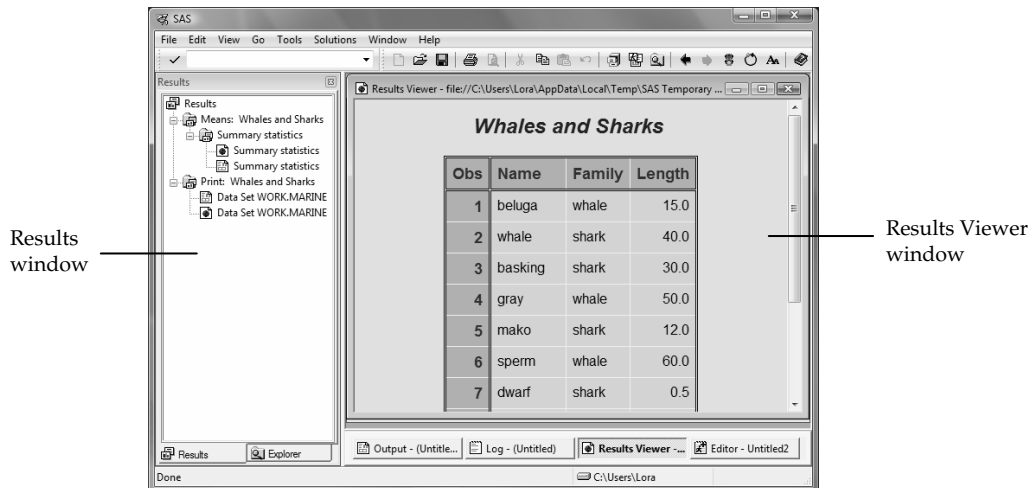 SAS
File Edit View Go Tools Solutions Window Help
Results
Results Viewer - file://C:\Users\Lora\AppData\Local\Temp\SAS Temporary ...
Results
Means: Whales and Sharks
Summary statistics
Summary statistics
Summary statistics
Print: Whales and Sharks
Data Set WORK.MARINE
Data Set WORK.MARINE
Whales and Sharks
Obs Name Family Length
1 beluga whale 15.0
2 whale shark 40.0
3 basking shark 30.0
4 gray whale 50.0
5 mako shark 12.0
6 sperm whale 60.0
7 dwarf shark 0.5
Results
window
Results Viewer
window
Results Explorer
Output - (Untitle... Log - (Untitled) Results Viewer -... Editor - Untitled2
Done C:\Users\Lora